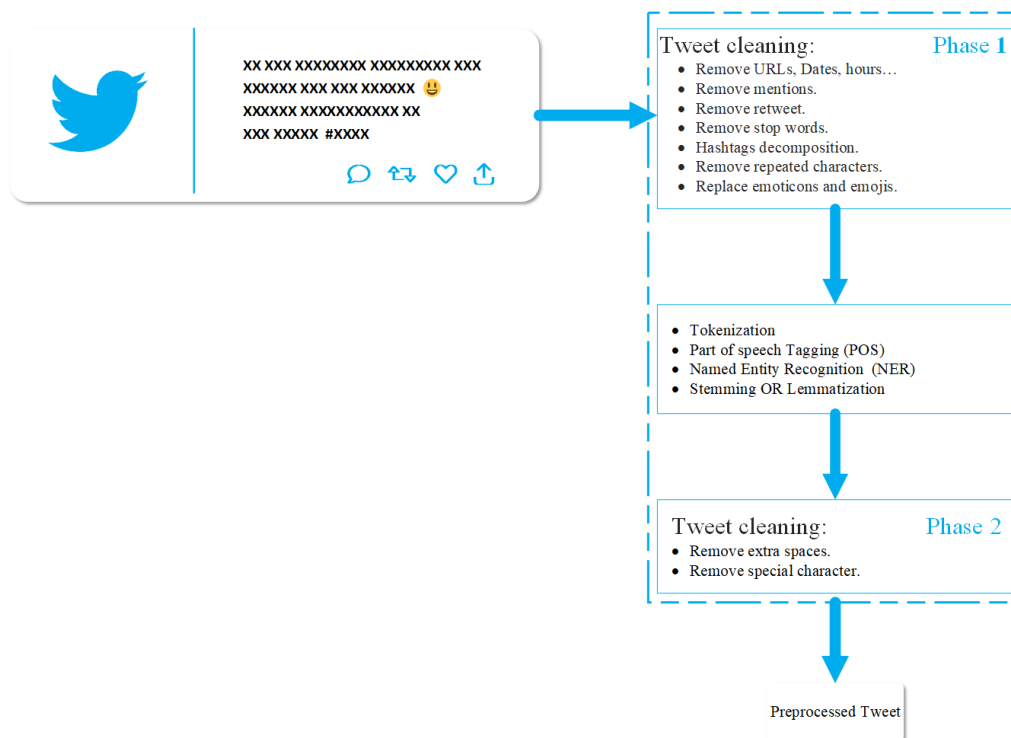 XX XXX XXXXXXXX XXXXXXXXX XXX
XXXXXX XXX XXX XXXXXX 😃
XXXXXX XXXXXXXXXXX XX
XXX XXXXX #XXXX
Tweet cleaning: Phase 1
• Remove URLs, Dates, hours…
• Remove mentions.
• Remove retweet.
• Remove stop words.
• Hashtags decomposition.
• Remove repeated characters.
• Replace emoticons and emojis.
• Tokenization
• Part of speech Tagging (POS)
• Named Entity Recognition (NER)
• Stemming OR Lemmatization
Tweet cleaning: Phase 2
• Remove extra spaces.
• Remove special character.
Preprocessed Tweet